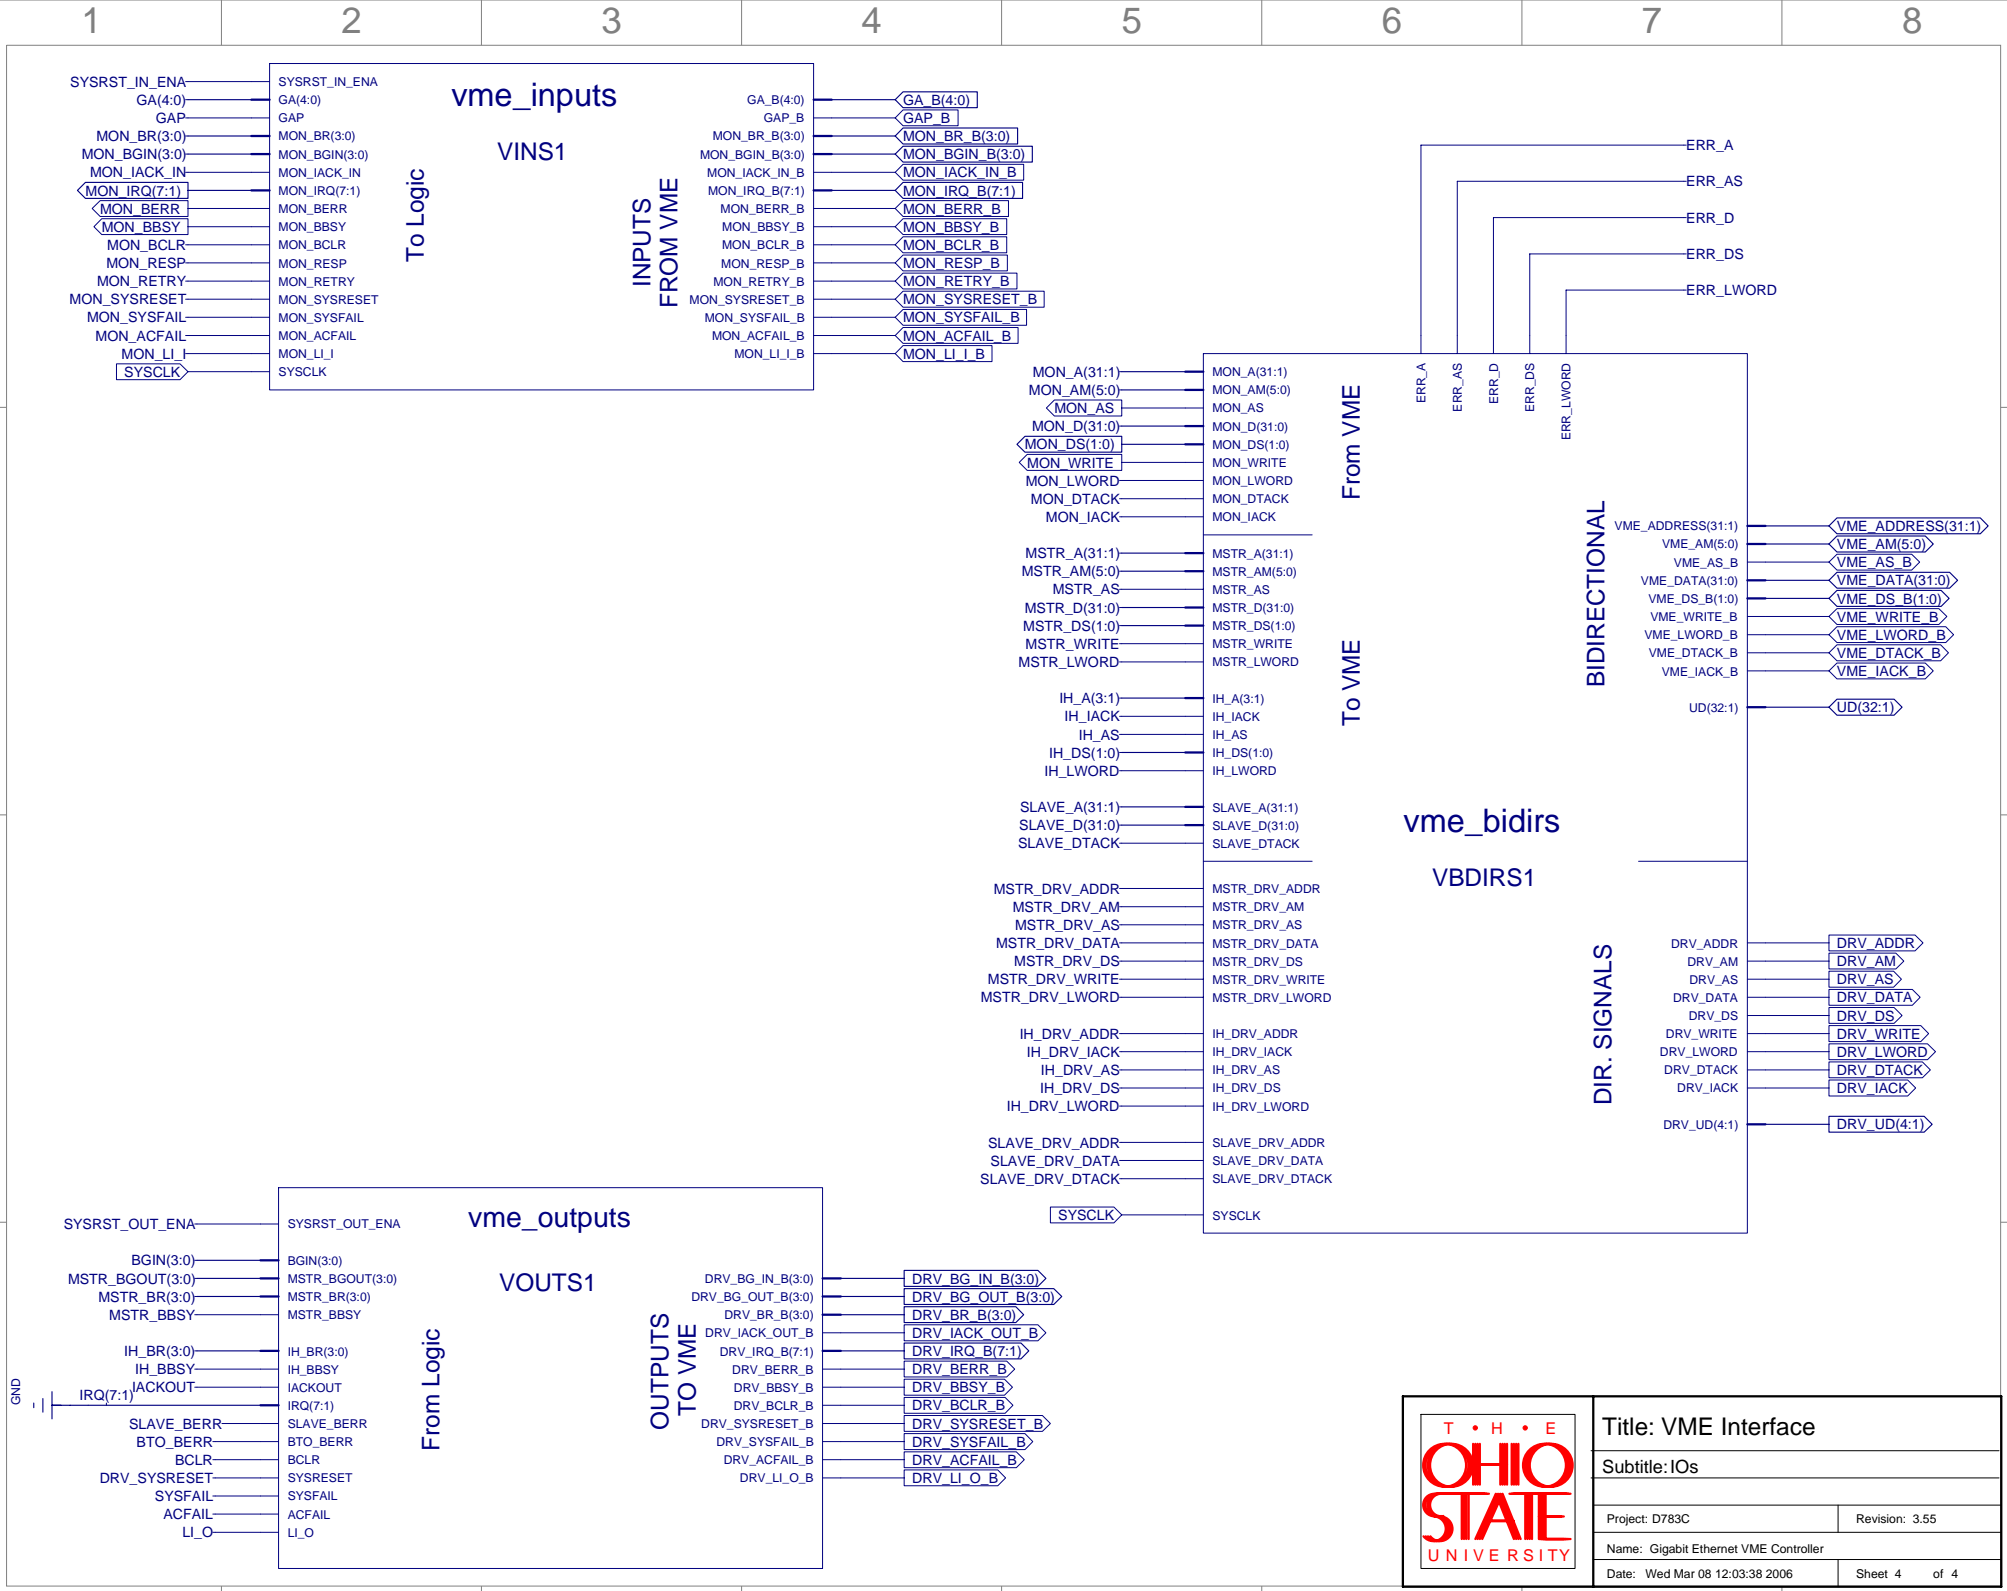 1 2 3 4 5 6 7 8
SYSRST_IN_ENA SYSRST_IN_ENA
GA(4:0) GA(4:0) GA_B(4:0) GA_B(4:0)
GAP GAP GAP_B GAP_B
MON_BR(3:0) MON_BR(3:0) MON_BR_B(3:0) MON_BR_B(3:0)
MON_BGIN(3:0) MON_BGIN(3:0) MON_BGIN_B(3:0) MON_BGIN_B(3:0)
MON_IACK_IN MON_IACK_IN MON_IACK_IN_B MON_IACK_IN_B
MON_IRQ(7:1) MON_IRQ(7:1) MON_IRQ_B(7:1) MON_IRQ_B(7:1)
MON_BERR MON_BERR MON_BERR_B MON_BERR_B
MON_BBSY MON_BBSY MON_BBSY_B MON_BBSY_B
MON_BCLR MON_BCLR MON_BCLR_B MON_BCLR_B
MON_RESP MON_RESP MON_RESP_B MON_RESP_B
MON_RETRY MON_RETRY MON_RETRY_B MON_RETRY_B
MON_SYSRESET MON_SYSRESET MON_SYSRESET_B MON_SYSRESET_B
MON_SYSFAIL MON_SYSFAIL MON_SYSFAIL_B MON_SYSFAIL_B
MON_ACFAIL MON_ACFAIL MON_ACFAIL_B MON_ACFAIL_B
MON_LI_I MON_LI_I MON_LI_I_B MON_LI_I_B
SYSCLK SYSCLK
vme_inputs
VINS1
To Logic
INPUTS
FROM VME
ERR_A
ERR_AS
ERR_D
ERR_DS
ERR_LWORD
ERR_A
ERR_AS
ERR_D
ERR_DS
ERR_LWORD
MON_A(31:1) MON_A(31:1)
MON_AM(5:0) MON_AM(5:0)
MON_AS MON_AS
MON_D(31:0) MON_D(31:0)
MON_DS(1:0) MON_DS(1:0)
MON_WRITE MON_WRITE
MON_LWORD MON_LWORD
MON_DTACK MON_DTACK
MON_IACK MON_IACK
From VME
MSTR_A(31:1) MSTR_A(31:1)
MSTR_AM(5:0) MSTR_AM(5:0)
MSTR_AS MSTR_AS
MSTR_D(31:0) MSTR_D(31:0)
MSTR_DS(1:0) MSTR_DS(1:0)
MSTR_WRITE MSTR_WRITE
MSTR_LWORD MSTR_LWORD
To VME
IH_A(3:1) IH_A(3:1)
IH_IACK IH_IACK
IH_AS IH_AS
IH_DS(1:0) IH_DS(1:0)
IH_LWORD IH_LWORD
SLAVE_A(31:1) SLAVE_A(31:1)
SLAVE_D(31:0) SLAVE_D(31:0)
SLAVE_DTACK SLAVE_DTACK
vme_bidirs
VBDIRS1
MSTR_DRV_ADDR MSTR_DRV_ADDR
MSTR_DRV_AM MSTR_DRV_AM
MSTR_DRV_AS MSTR_DRV_AS
MSTR_DRV_DATA MSTR_DRV_DATA
MSTR_DRV_DS MSTR_DRV_DS
MSTR_DRV_WRITE MSTR_DRV_WRITE
MSTR_DRV_LWORD MSTR_DRV_LWORD
IH_DRV_ADDR IH_DRV_ADDR
IH_DRV_IACK IH_DRV_IACK
IH_DRV_AS IH_DRV_AS
IH_DRV_DS IH_DRV_DS
IH_DRV_LWORD IH_DRV_LWORD
SLAVE_DRV_ADDR SLAVE_DRV_ADDR
SLAVE_DRV_DATA SLAVE_DRV_DATA
SLAVE_DRV_DTACK SLAVE_DRV_DTACK
SYSCLK SYSCLK
BIDIRECTIONAL
VME_ADDRESS(31:1) VME_ADDRESS(31:1)
VME_AM(5:0) VME_AM(5:0)
VME_AS_B VME_AS_B
VME_DATA(31:0) VME_DATA(31:0)
VME_DS_B(1:0) VME_DS_B(1:0)
VME_WRITE_B VME_WRITE_B
VME_LWORD_B VME_LWORD_B
VME_DTACK_B VME_DTACK_B
VME_IACK_B VME_IACK_B
UD(32:1) UD(32:1)
DIR. SIGNALS
DRV_ADDR DRV_ADDR
DRV_AM DRV_AM
DRV_AS DRV_AS
DRV_DATA DRV_DATA
DRV_DS DRV_DS
DRV_WRITE DRV_WRITE
DRV_LWORD DRV_LWORD
DRV_DTACK DRV_DTACK
DRV_IACK DRV_IACK
DRV_UD(4:1) DRV_UD(4:1)
vme_outputs
VOUTS1
From Logic
OUTPUTS
TO VME
SYSRST_OUT_ENA SYSRST_OUT_ENA
BGIN(3:0) BGIN(3:0)
MSTR_BGOUT(3:0) MSTR_BGOUT(3:0)
MSTR_BR(3:0) MSTR_BR(3:0)
MSTR_BBSY MSTR_BBSY
IH_BR(3:0) IH_BR(3:0)
IH_BBSY IH_BBSY
IACKOUT IACKOUT
GND IRQ(7:1) IRQ(7:1)
SLAVE_BERR SLAVE_BERR
BTO_BERR BTO_BERR
BCLR BCLR
DRV_SYSRESET SYSRESET
SYSFAIL SYSFAIL
ACFAIL ACFAIL
LI_O LI_O
DRV_BG_IN_B(3:0) DRV_BG_IN_B(3:0)
DRV_BG_OUT_B(3:0) DRV_BG_OUT_B(3:0)
DRV_BR_B(3:0) DRV_BR_B(3:0)
DRV_IACK_OUT_B DRV_IACK_OUT_B
DRV_IRQ_B(7:1) DRV_IRQ_B(7:1)
DRV_BERR_B DRV_BERR_B
DRV_BBSY_B DRV_BBSY_B
DRV_BCLR_B DRV_BCLR_B
DRV_SYSRESET_B DRV_SYSRESET_B
DRV_SYSFAIL_B DRV_SYSFAIL_B
DRV_ACFAIL_B DRV_ACFAIL_B
DRV_LI_O_B DRV_LI_O_B
T • H • E
OHIO
STATE
UNIVERSITY
Title: VME Interface
Subtitle: IOs
Project: D783C Revision: 3.55
Name: Gigabit Ethernet VME Controller
Date: Wed Mar 08 12:03:38 2006 Sheet 4 of 4